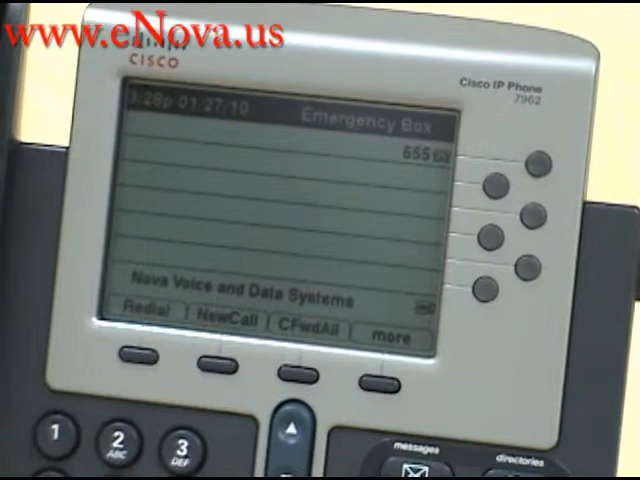 www.eNova.us
CISCO
Cisco IP Phone
7962
3:28p 01/27/10 Emergency Box
655
Nova Voice and Data Systems
Redial NewCall CFwdAll more
1
2
ABC
3
DEF
messages
directories